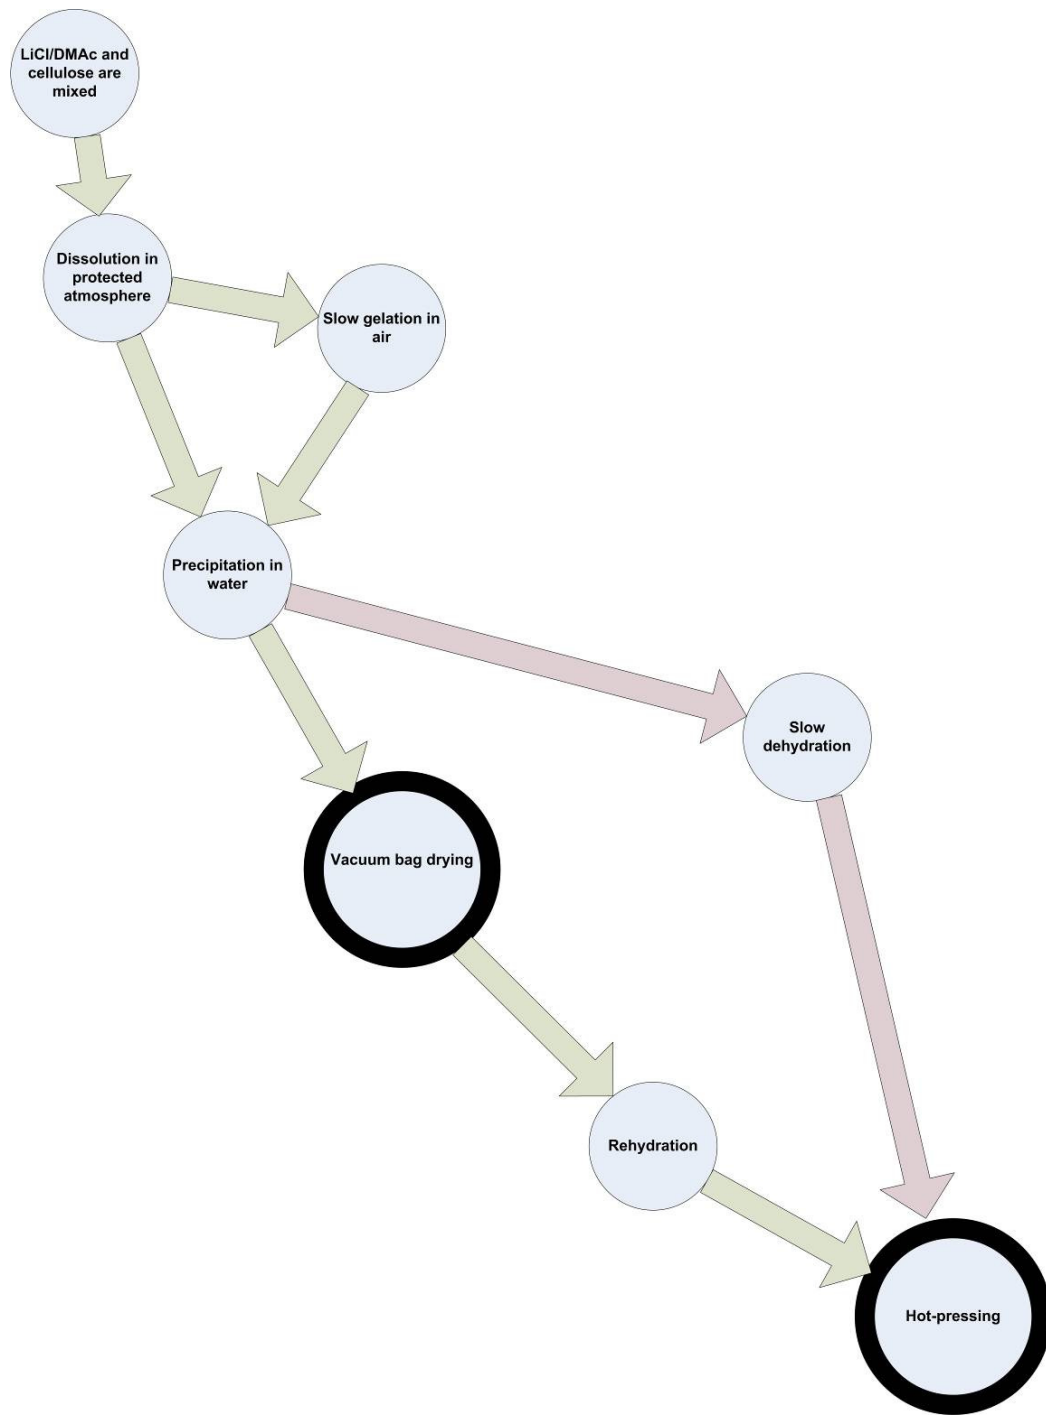 LiCl/DMAc and
cellulose are
mixed
Dissolution in
protected
atmosphere
Slow gelation in
air
Precipitation in
water
Slow
dehydration
Vacuum bag drying
Rehydration
Hot-pressing